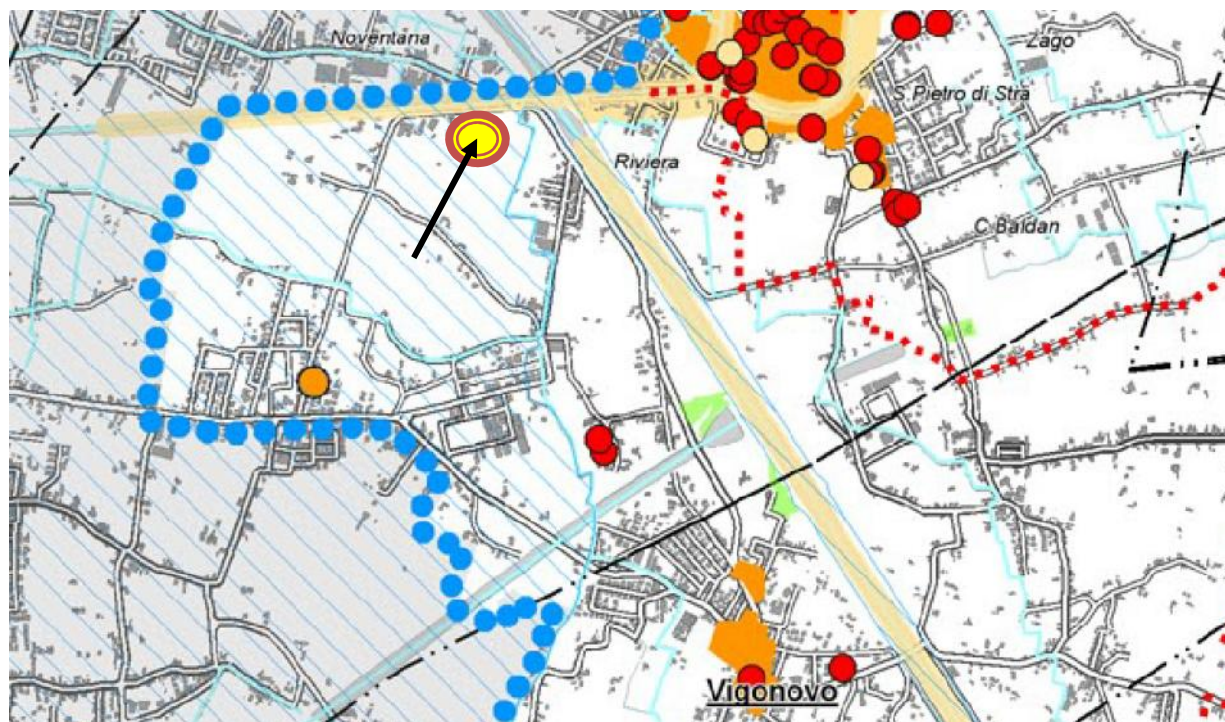 Noventana
Zago
S Pietro di Stra
Riviera
C Baldan
Vigonovo